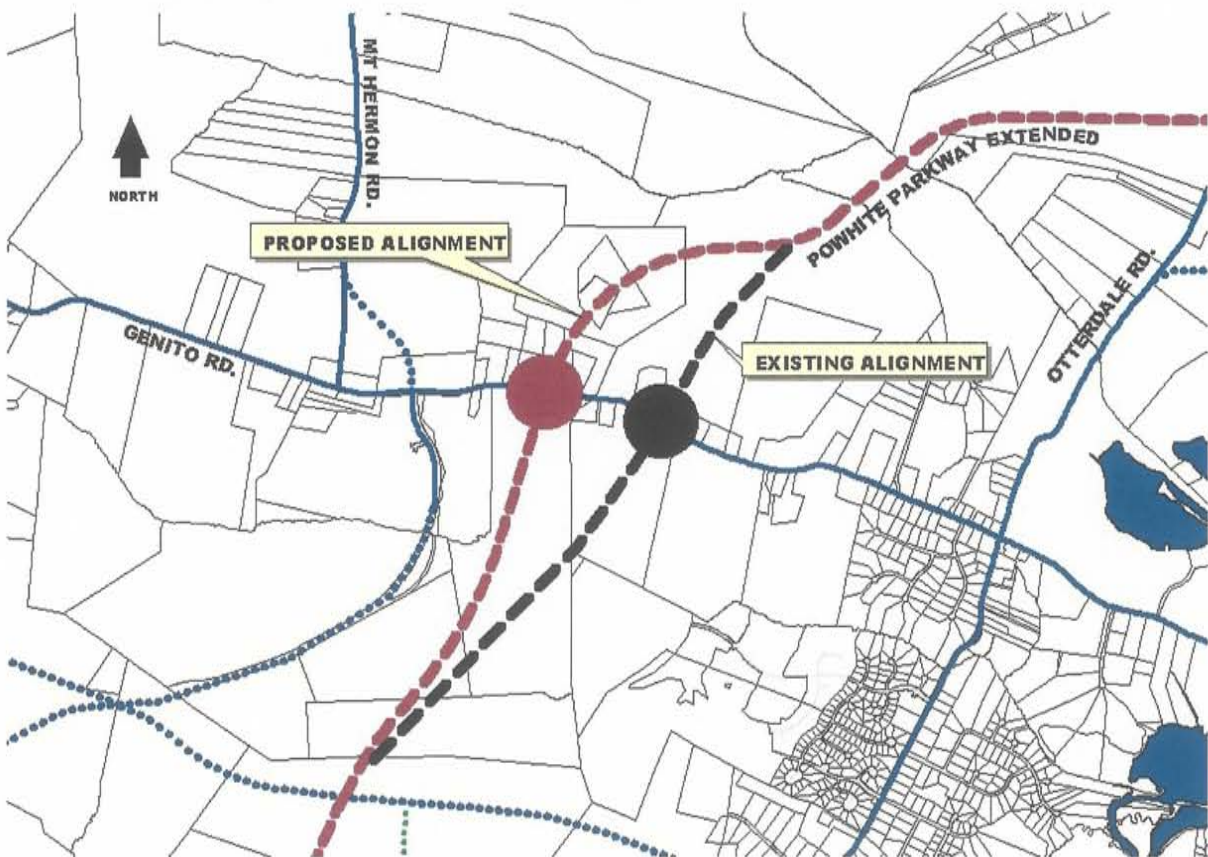 MT HERMON RD.
NORTH
PROPOSED ALIGNMENT
POWHITE PARKWAY EXTENDED
OTTERDALE RD.
GENITO RD.
EXISTING ALIGNMENT